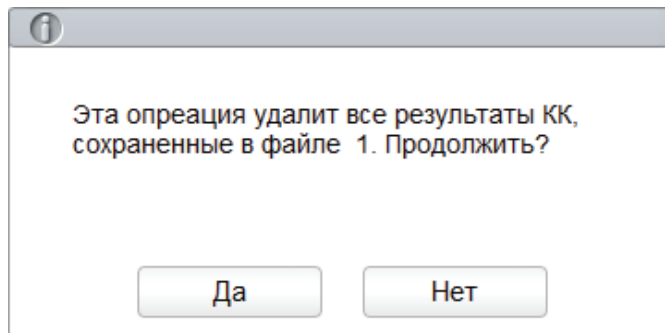 Эта опреация удалит все результаты КК,
сохраненные в файле  1. Продолжить?
Да
Нет